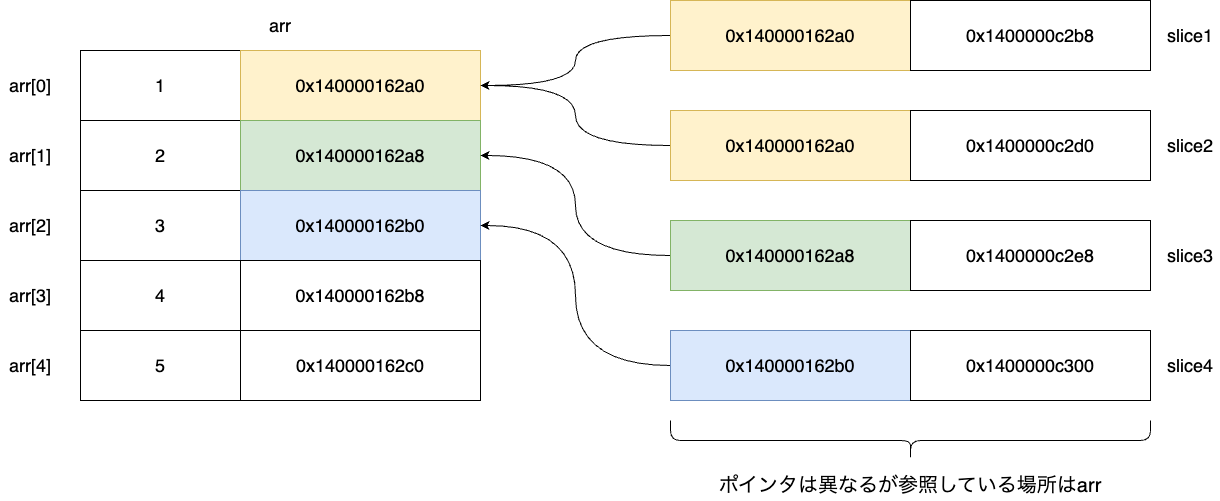 arr
arr[0] 1 0x140000162a0
arr[1] 2 0x140000162a8
arr[2] 3 0x140000162b0
arr[3] 4 0x140000162b8
arr[4] 5 0x140000162c0
0x140000162a0 0x1400000c2b8 slice1
0x140000162a0 0x1400000c2d0 slice2
0x140000162a8 0x1400000c2e8 slice3
0x140000162b0 0x1400000c300 slice4
ポインタは異なるが参照している場所はarr